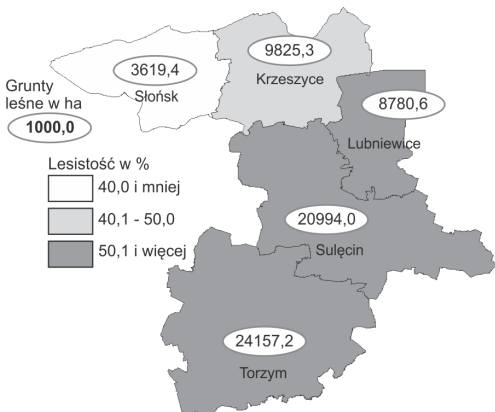 9825,3
Krzeszyce
3619,4
Słońsk
Grunty
leśne w ha
1000,0
8780,6
Lubniewice
Lesistość w %
40,0 i mniej
40,1 - 50,0
50,1 i więcej
20994,0
Sulęcin
24157,2
Torzym